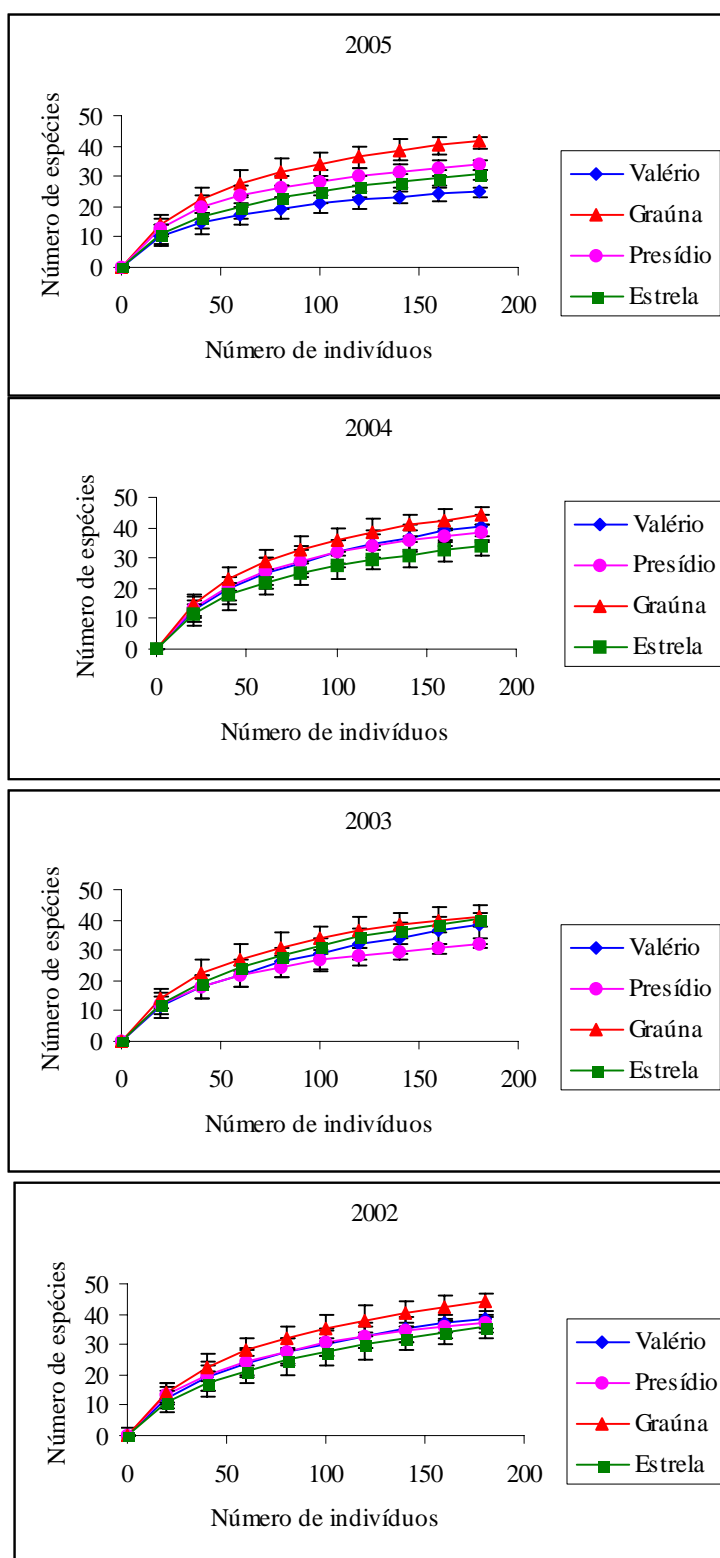 2005
50
40
30
20
10
0
Número de espécies
0 50 100 150 200
Número de indivíduos
Valério
Graúna
Presídio
Estrela
2004
50
40
30
20
10
0
Número de espécies
0 50 100 150 200
Número de indivíduos
Valério
Presídio
Graúna
Estrela
2003
50
40
30
20
10
0
Número de espécies
0 50 100 150 200
Número de indivíduos
Valério
Presídio
Graúna
Estrela
2002
50
40
30
20
10
0
Número de espécies
0 50 100 150 200
Número de indivíduos
Valério
Presídio
Graúna
Estrela